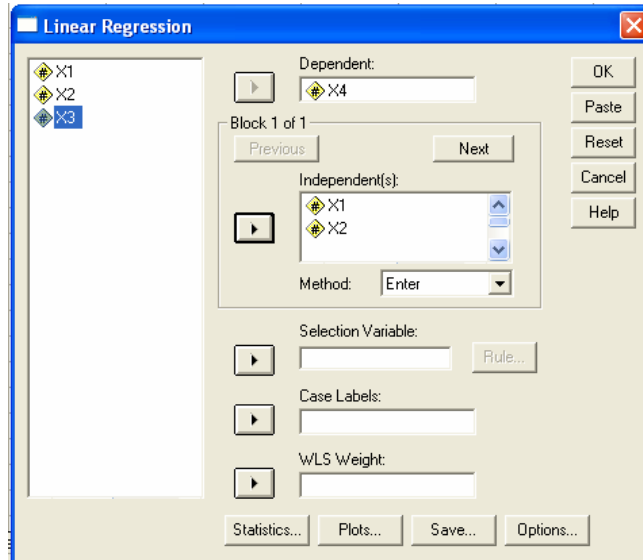 Linear Regression
X1
X2
X3
Dependent:
X4
Block 1 of 1
Previous
Next
Independent(s):
X1
X2
Method:
Enter
Selection Variable:
Rule...
Case Labels:
WLS Weight:
Statistics...
Plots...
Save...
Options...
OK
Paste
Reset
Cancel
Help